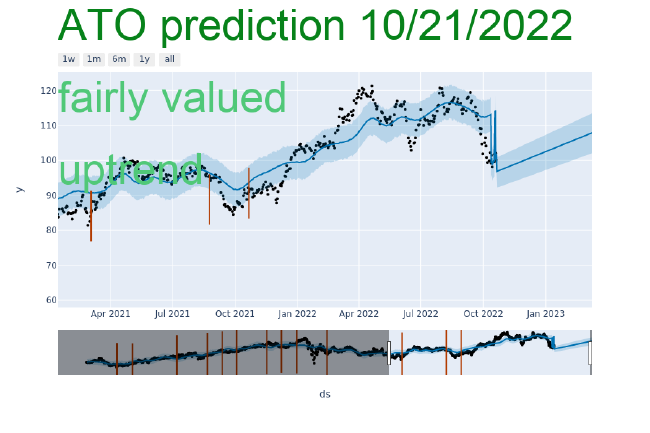 ATO prediction 10/21/2022
1w 1m 6m 1y all
fairly valued
uptrend
120
110
100
90
80
70
60
y
Apr 2021 Jul 2021 Oct 2021 Jan 2022 Apr 2022 Jul 2022 Oct 2022 Jan 2023
ds